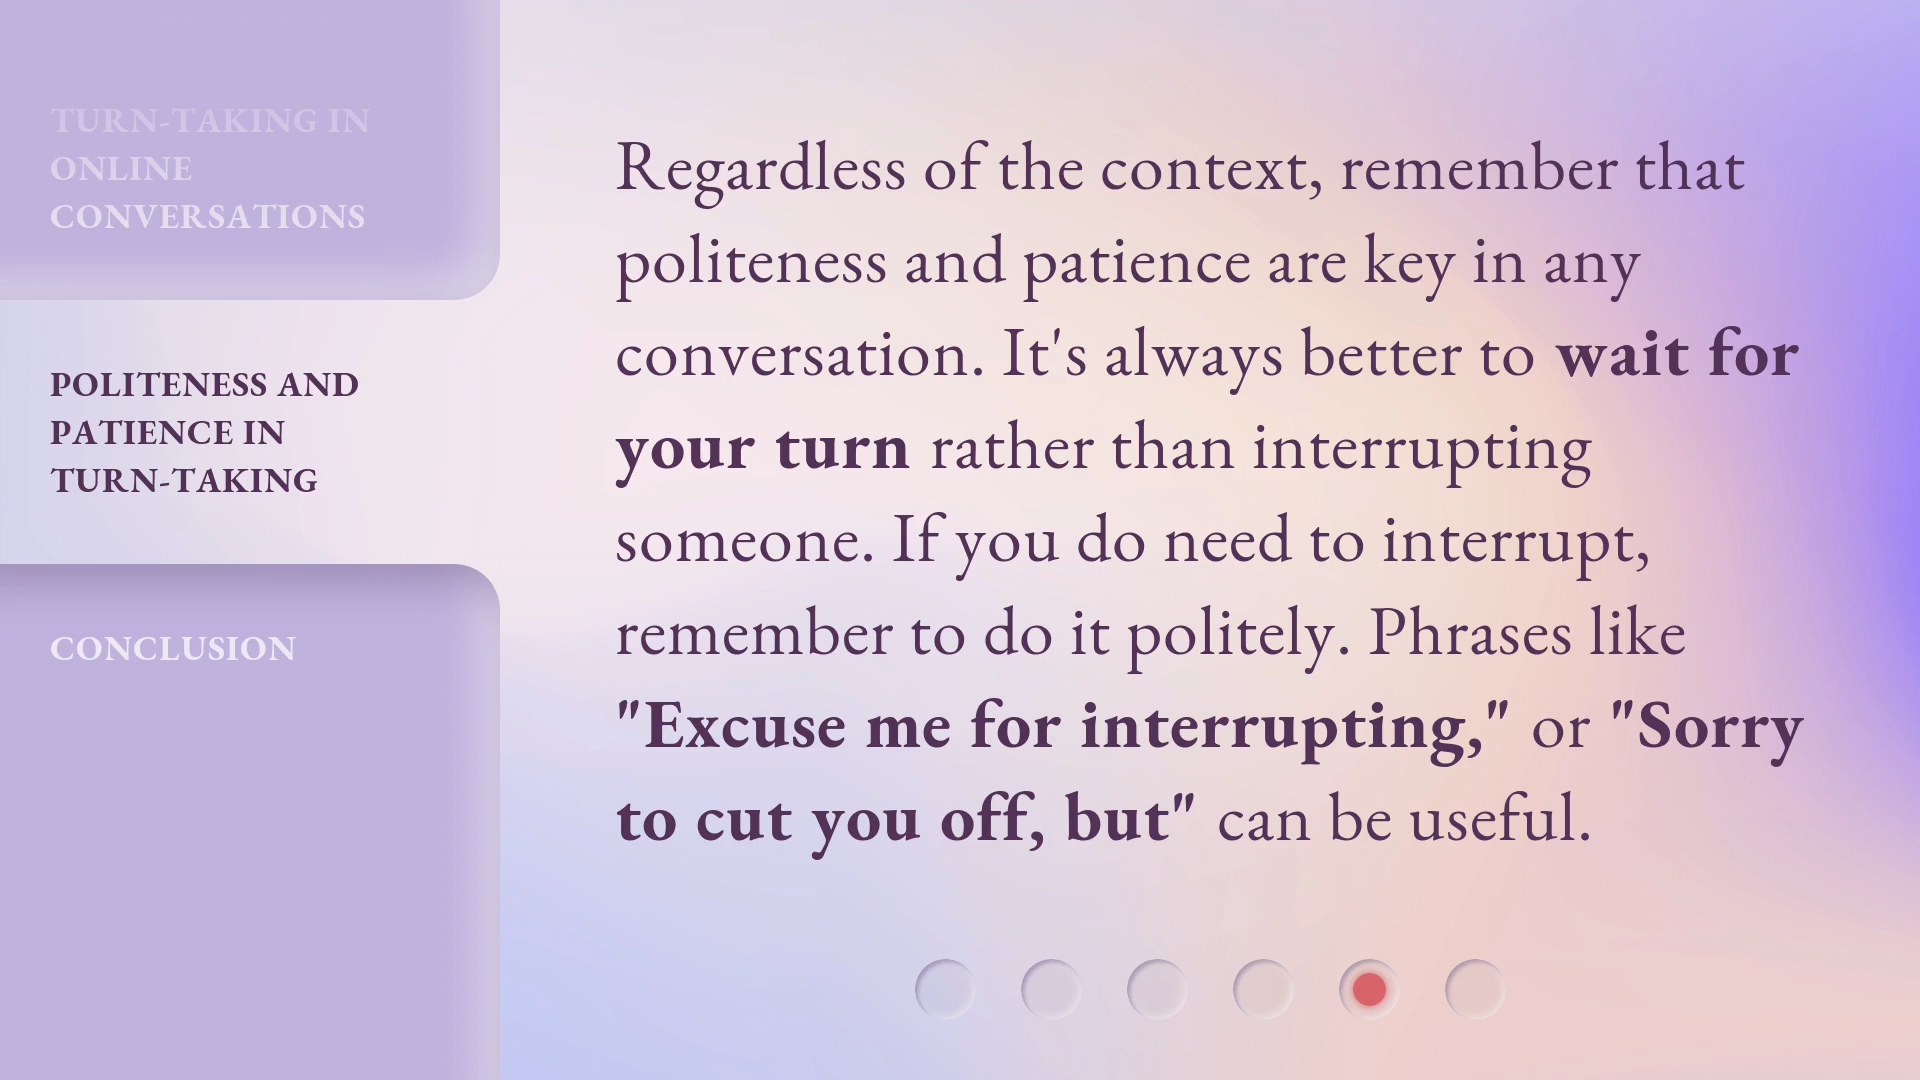 TURN-TAKING IN
ONLINE
CONVERSATIONS
POLITENESS AND
PATIENCE IN
TURN-TAKING
CONCLUSION
Regardless of the context, remember that
politeness and patience are key in any
conversation. It's always better to wait for
your turn rather than interrupting
someone. If you do need to interrupt,
remember to do it politely. Phrases like
"Excuse me for interrupting," or "Sorry
to cut you off, but" can be useful.